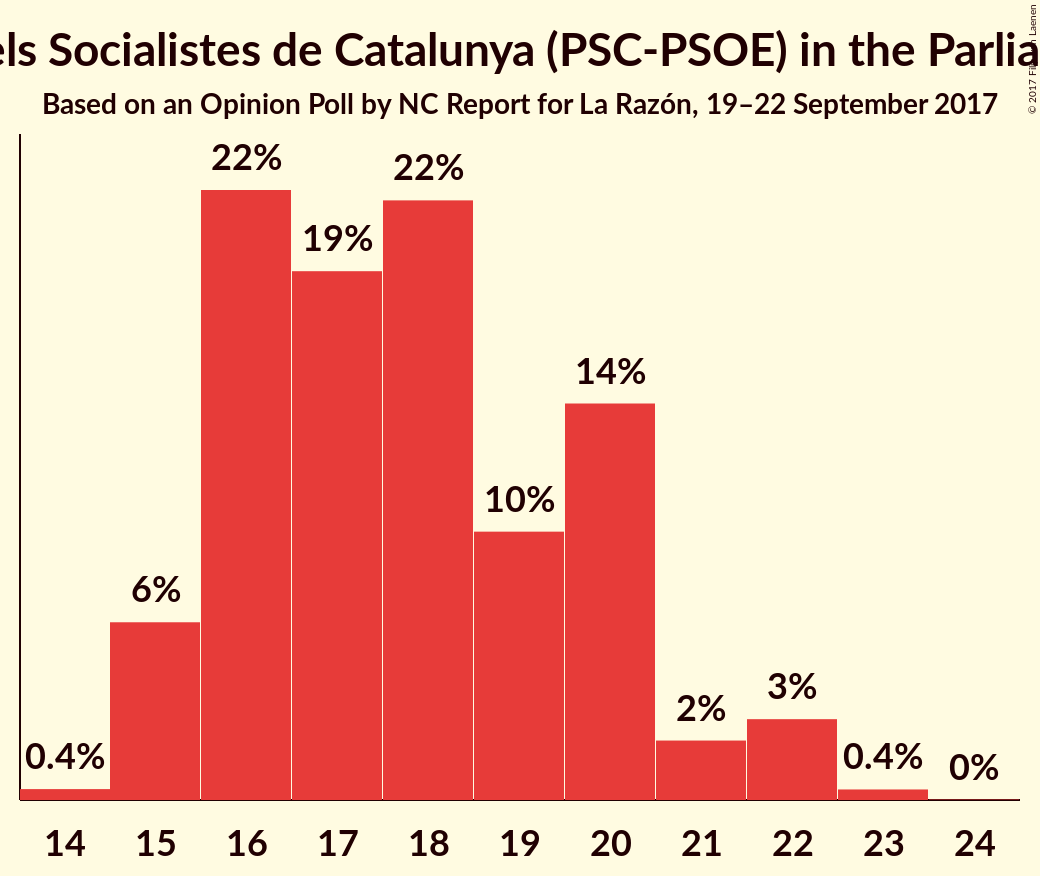 els Socialistes de Catalunya (PSC-PSOE) in the Parlia
Based on an Opinion Poll by NC Report for La Razón, 19–22 September 2017
© 2017 Laenen
22%
22%
19%
14%
10%
6%
3%
2%
0.4%
0.4%
0%
14 15 16 17 18 19 20 21 22 23 24